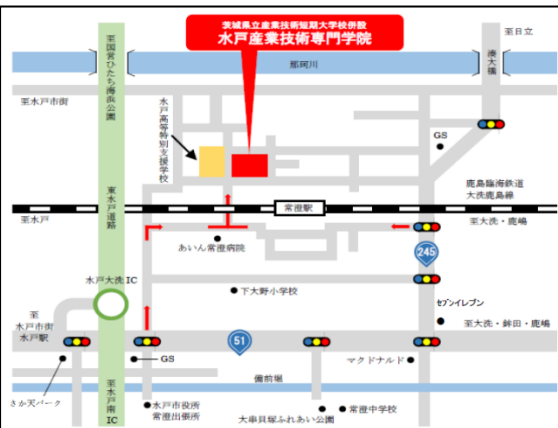 茨城県立産業技術短期大学校併設
水戸産業技術専門学院
至日立
至国営ひたち海浜公園
那珂川
湊大橋
至水戸市街
水戸高等特別支援学校
GS
東水戸道路
鹿島臨海鉄道
大洗鹿島線
常澄駅
至水戸
至大洗・鹿嶋
あいん常澄病院
245
水戸大洗IC
下大野小学校
セブンイレブン
至
水戸市街
水戸駅
至大洗・鉾田・鹿嶋
51
GS
マクドナルド
さか天パーク
備前堀
至水戸南IC
水戸市役所
常澄出張所
大串貝塚ふれあい公園
常澄中学校